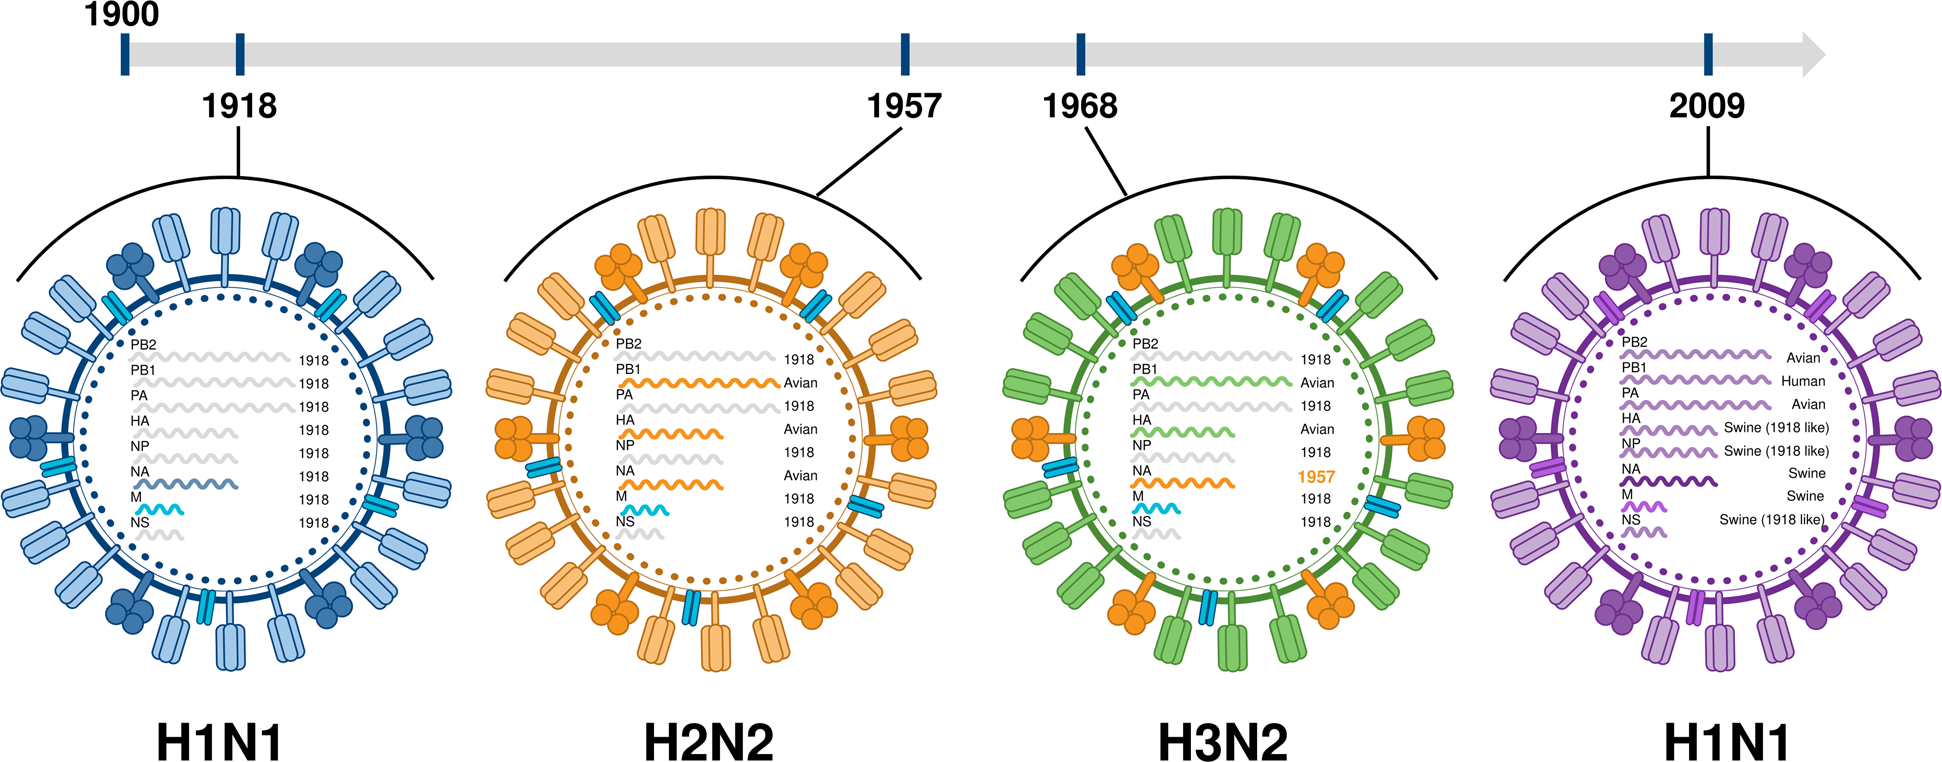 1900
1918
1957
1968
2009
PB2
1918
PB1
1918
PA
1918
HA
1918
NP
1918
NA
1918
M
1918
NS
1918
H1N1
PB2
1918
PB1
Avian
PA
1918
HA
Avian
NP
1918
NA
Avian
M
1918
NS
1918
H2N2
PB2
1918
PB1
Avian
PA
1918
HA
Avian
NP
1918
NA
1957
M
1918
NS
1918
H3N2
PB2
Avian
PB1
Human
PA
Avian
HA
Swine (1918 like)
NP
Swine (1918 like)
NA
Swine
M
Swine
NS
Swine (1918 like)
H1N1